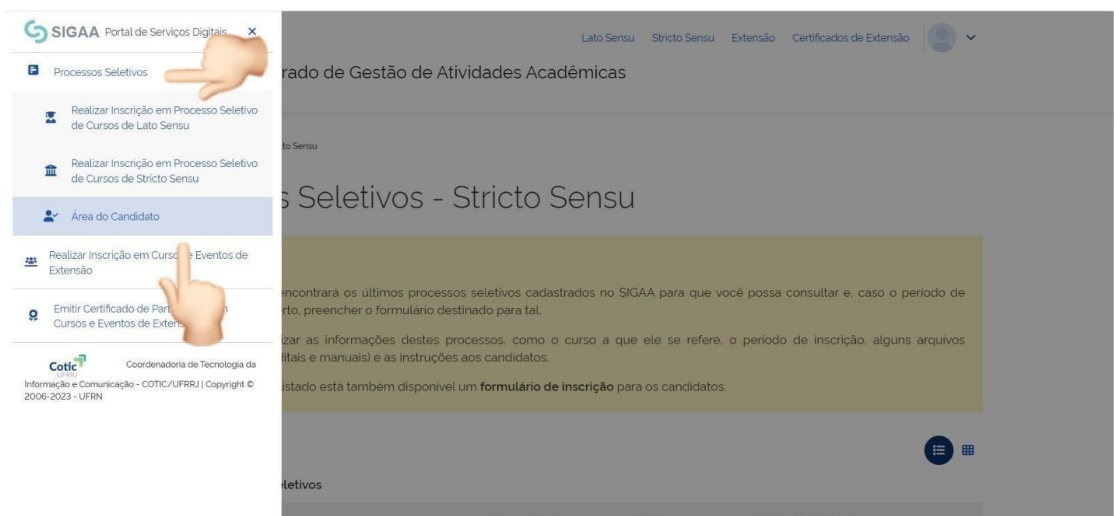 SIGAA Portal de Serviços Digitais ×
Lato Sensu Stricto Sensu Extensão Certificados de Extensão
Processos Seletivos
rado de Gestão de Atividades Acadêmicas
Realizar Inscrição em Processo Seletivo
de Cursos de Lato Sensu
to Sensu
Realizar Inscrição em Processo Seletivo
de Cursos de Stricto Sensu
s Seletivos - Stricto Sensu
Área do Candidato
Realizar Inscrição em Curso e Eventos de
Extensão
encontrará os últimos processos seletivos cadastrados no SIGAA para que você possa consultar e, caso o período de
Emitir Certificado de Part
rto, preencher o formulário destinado para tal.
Cursos e Eventos de Extens
izar as informações destes processos, como o curso a que ele se refere, o período de inscrição, alguns arquivos
ditais e manuais) e as instruções aos candidatos.
Cotic
UFRRJ
Coordenadoria de Tecnologia da
Informação e Comunicação - COTIC/UFRRJ | Copyright ©
2006-2023 - UFRN
istado está também disponível um formulário de inscrição para os candidatos.
letivos